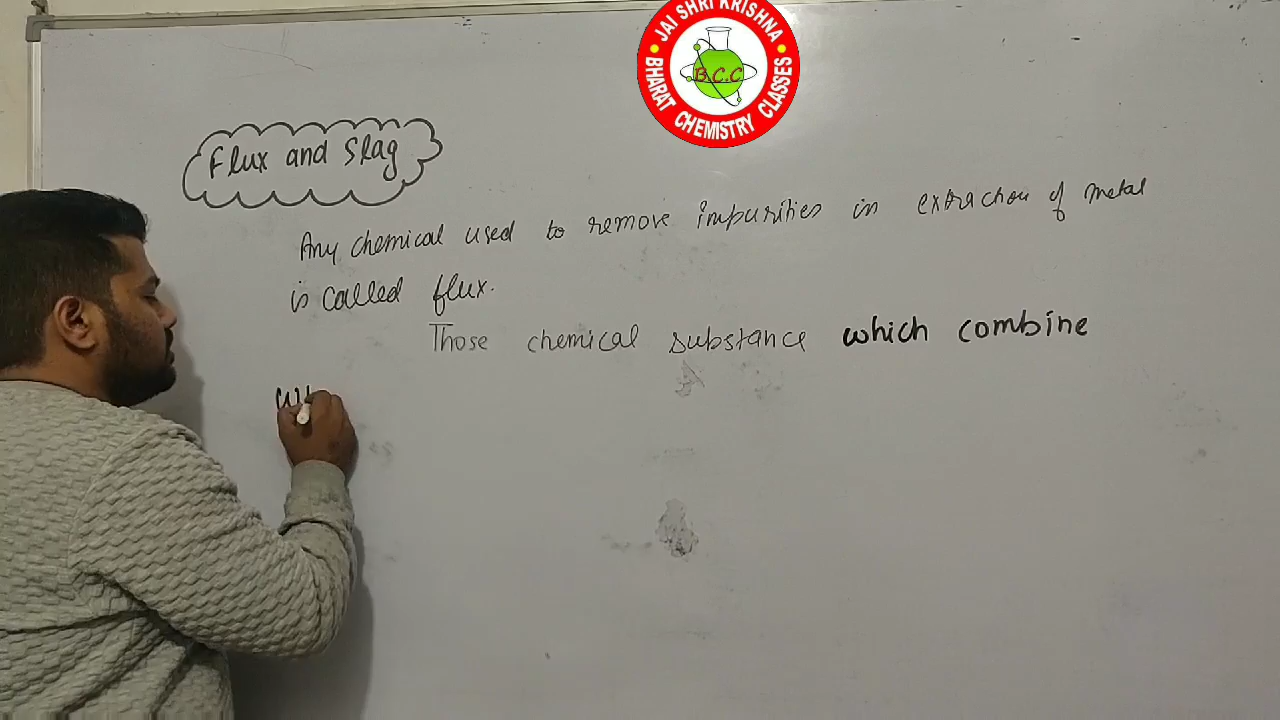 JAI SHRI KRISHNA
B.C.C
BHARAT CHEMISTRY CLASSES
Flux and Slag
Any chemical used to remove impurities in extraction of metal
is called flux.
Those chemical substance which combine